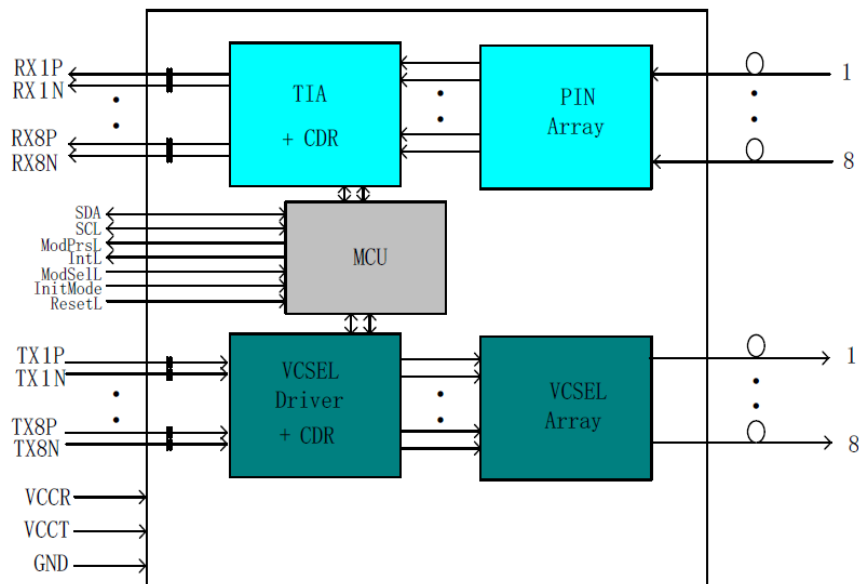 RX1P
RX1N
RX8P
RX8N
TIA
+ CDR
PIN
Array
1
8
SDA
SCL
ModPrsL
IntL
ModSelL
InitMode
ResetL
MCU
TX1P
TX1N
TX8P
TX8N
VCSEL
Driver
+ CDR
VCSEL
Array
1
8
VCCR
VCCT
GND